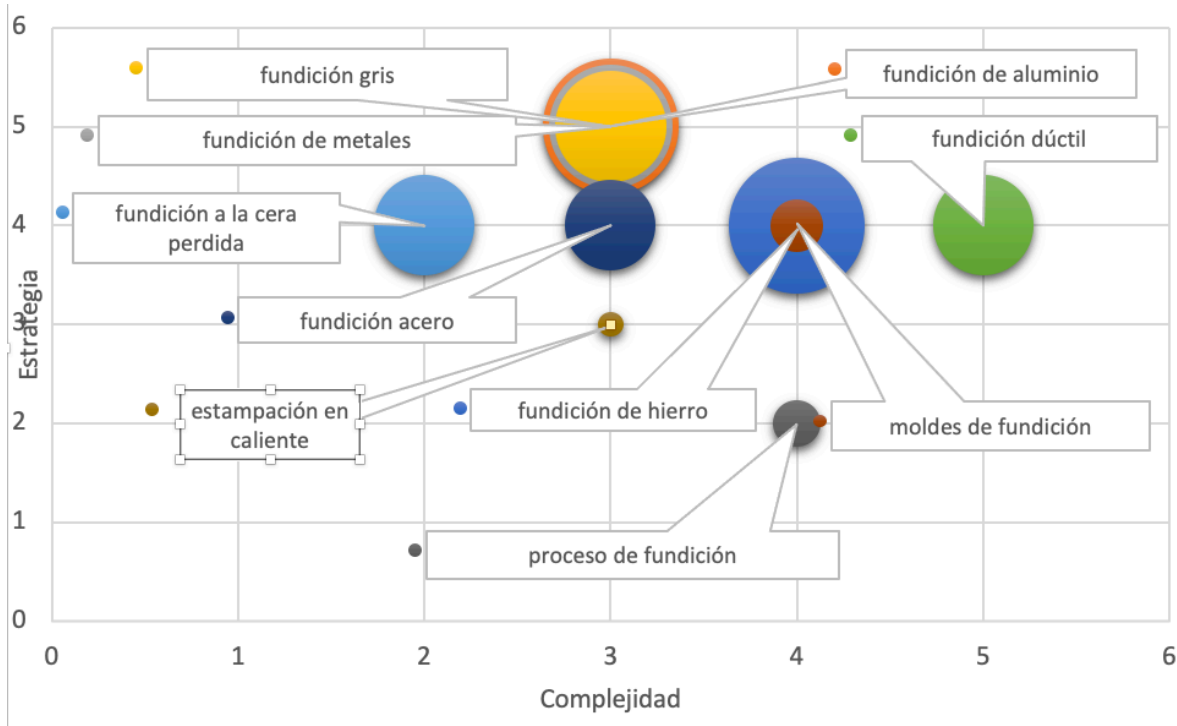 6
fundición gris
fundición de aluminio
5
fundición de metales
fundición dúctil
4
fundición a la cera
perdida
Estrategia
3
fundición acero
2
estampación en
caliente
fundición de hierro
moldes de fundición
1
proceso de fundición
0
0 1 2 3 4 5 6
Complejidad